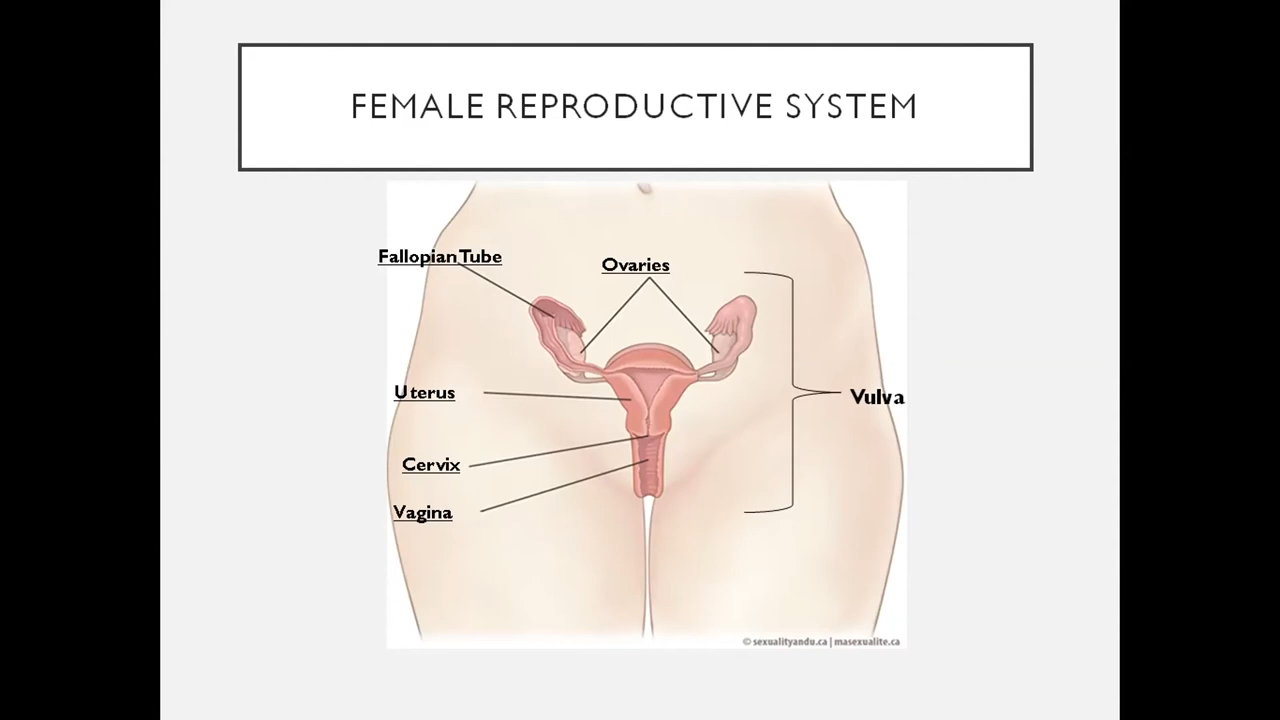 FEMALE REPRODUCTIVE SYSTEM
Fallopian Tube
Ovaries
Uterus
Vulva
Cervix
Vagina
© sexualityandu.ca | masexualite.ca